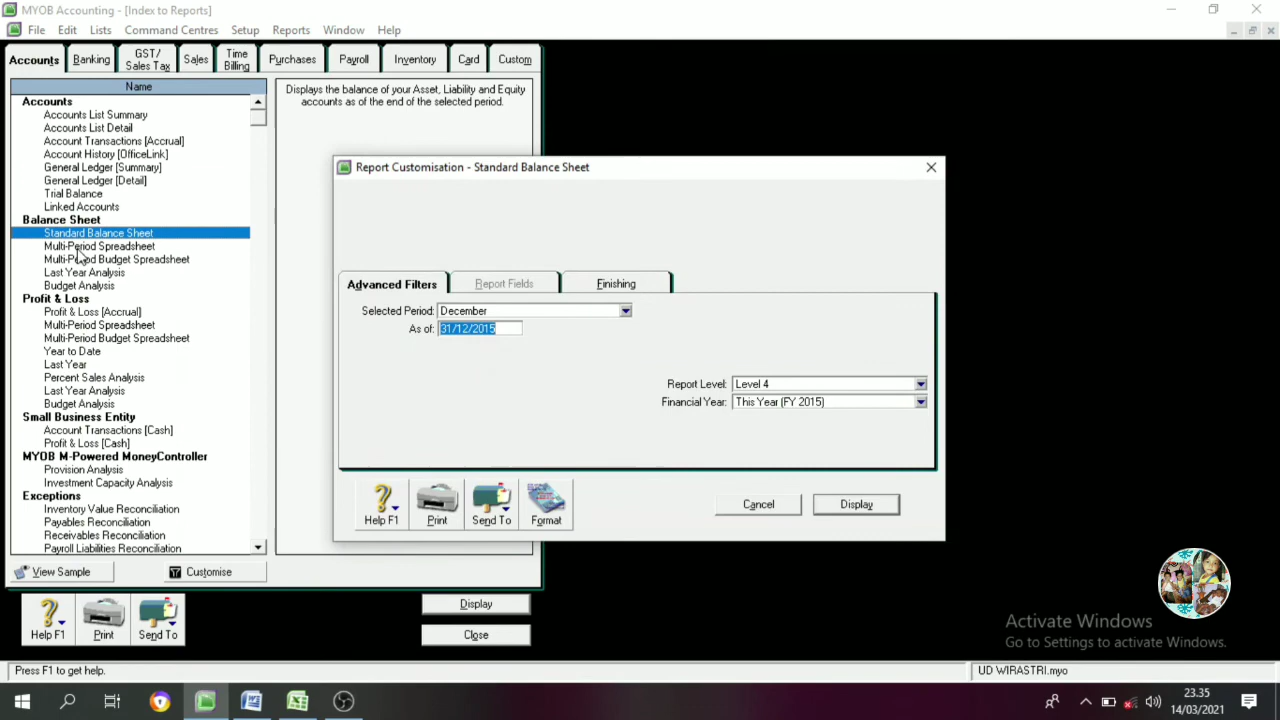 MYOB Accounting - [Index to Reports]
File Edit Lists Command Centres Setup Reports Window Help
Accounts Banking GST/ Sales Tax Sales Time Billing Purchases Payroll Inventory Card Custom
Name
Accounts
Accounts List Summary
Accounts List Detail
Account Transactions [Accrual]
Account History [OfficeLink]
General Ledger [Summary]
General Ledger [Detail]
Trial Balance
Linked Accounts
Balance Sheet
Standard Balance Sheet
Multi-Period Spreadsheet
Multi-Period Budget Spreadsheet
Last Year Analysis
Budget Analysis
Profit & Loss
Profit & Loss [Accrual]
Multi-Period Spreadsheet
Multi-Period Budget Spreadsheet
Year to Date
Last Year
Percent Sales Analysis
Last Year Analysis
Budget Analysis
Small Business Entity
Account Transactions [Cash]
Profit & Loss [Cash]
MYOB M-Powered MoneyController
Provision Analysis
Investment Capacity Analysis
Exceptions
Inventory Value Reconciliation
Payables Reconciliation
Receivables Reconciliation
Payroll Liabilities Reconciliation
View Sample Customise
Displays the balance of your Asset, Liability and Equity
accounts as of the end of the selected period.
Report Customisation - Standard Balance Sheet
Advanced Filters Report Fields Finishing
Selected Period: December
As of: 31/12/2015
Report Level: Level 4
Financial Year: This Year (FY 2015)
Help F1 Print Send To Format Cancel Display
Help F1 Print Send To
Display
Close
Activate Windows
Go to Settings to activate Windows.
Press F1 to get help.
UD WIRASTRI.myo
23.35
14/03/2021